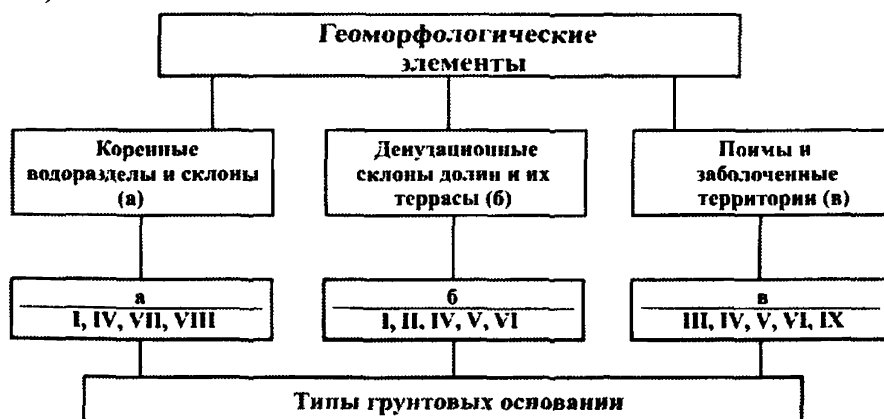 Геоморфологические
элементы
Коренные
водоразделы и склоны
(а)
Денудационные
склоны долин и их
террасы (б)
Поймы и
заболоченные
территории (в)
а
I, IV, VII, VIII
б
I, II, IV, V, VI
в
III, IV, V, VI, IX
Типы грунтовых оснований